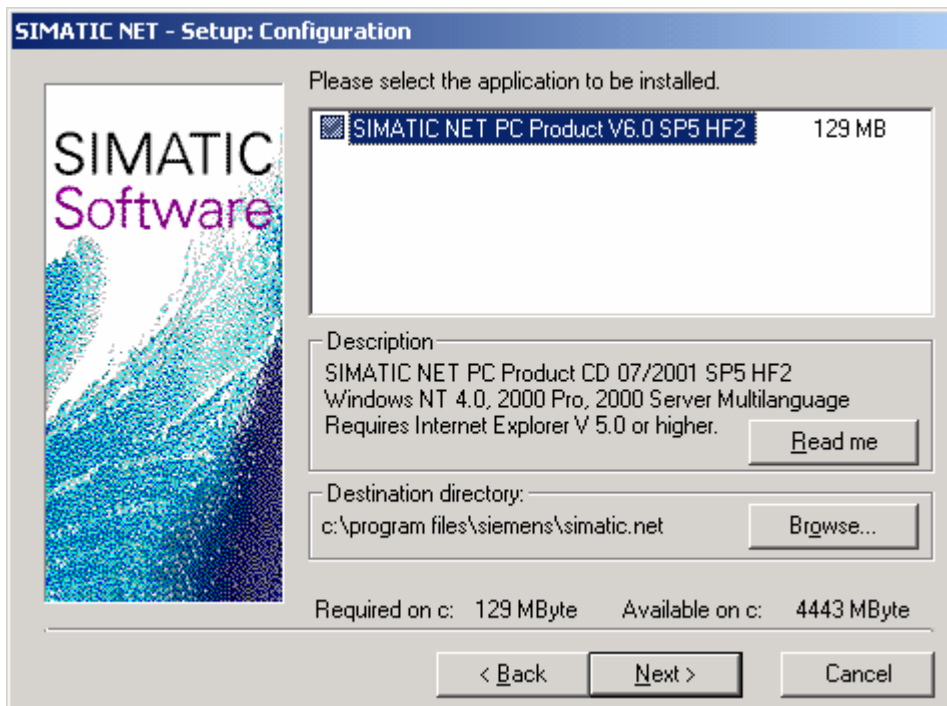 SIMATIC NET - Setup: Configuration
Please select the application to be installed.
SIMATIC NET PC Product V6.0 SP5 HF2 129 MB
SIMATIC
Software
Description
SIMATIC NET PC Product CD 07/2001 SP5 HF2
Windows NT 4.0, 2000 Pro, 2000 Server Multilanguage
Requires Internet Explorer V 5.0 or higher.
Read me
Destination directory:
c:\program files\siemens\simatic.net
Browse...
Required on c: 129 MByte Available on c: 4443 MByte
< Back Next > Cancel